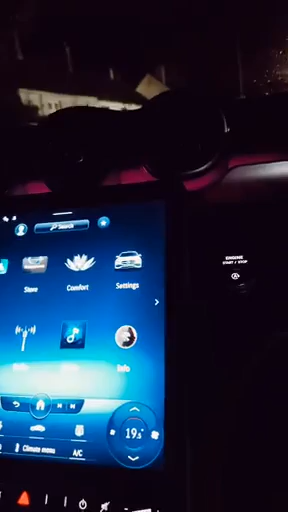 Search
Store
Comfort
Settings
ENGINE
START / STOP
Info
19.5°
Climate menu
A/C